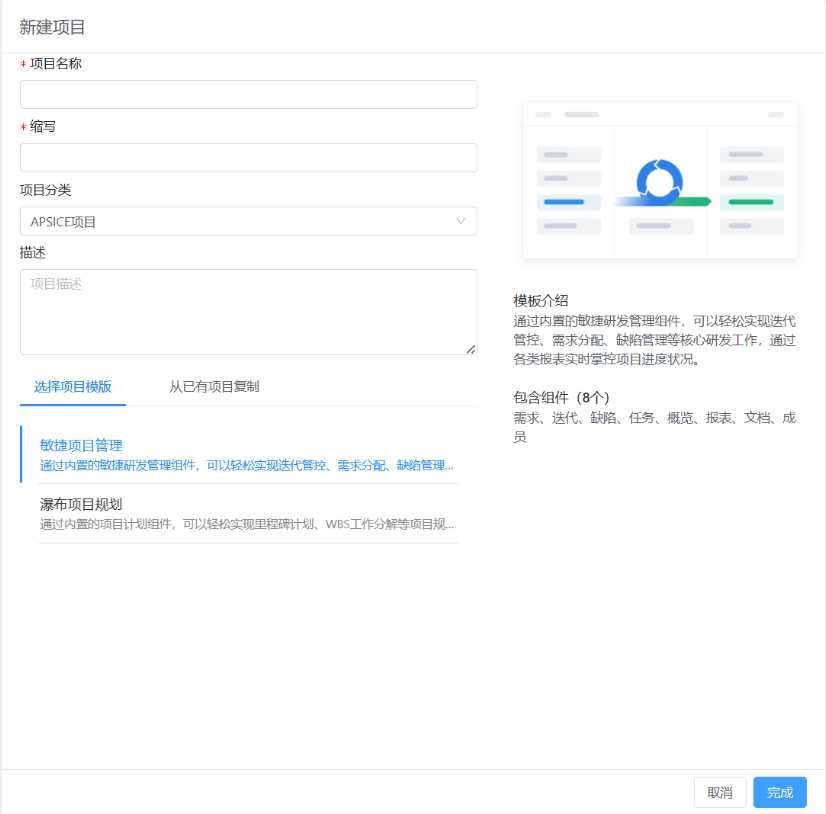 新建项目
* 项目名称
* 缩写
项目分类
APSICE项目
描述
项目描述
选择项目模版
从已有项目复制
敏捷项目管理
通过内置的敏捷研发管理组件，可以轻松实现迭代管控、需求分配、缺陷管理...
瀑布项目规划
通过内置的项目计划组件，可以轻松实现里程碑计划、WBS工作分解等项目规...
模板介绍
通过内置的敏捷研发管理组件，可以轻松实现迭代
管控、需求分配、缺陷管理等核心研发工作，通过
各类报表实时掌控项目进度状况。
包含组件（8个）
需求、迭代、缺陷、任务、概览、报表、文档、成
员
取消
完成